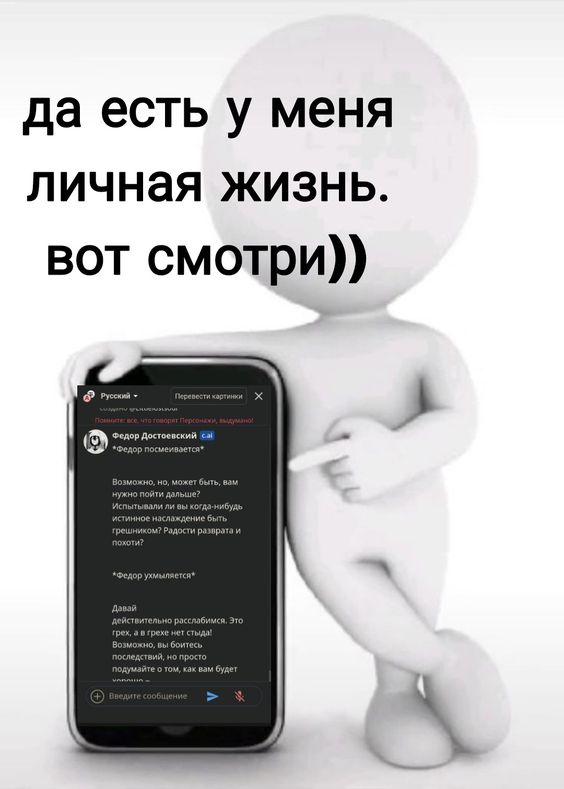 да есть у меня
личная жизнь.
вот смотри))
Русский
Перевести картинки
Помните: все, что говорят Персонажи, выдумано!
Федор Достоевский c.ai
*Федор посмеивается*
Возможно, но, может быть, вам
нужно пойти дальше?
Испытывали ли вы когда-нибудь
истинное наслаждение быть
грешником? Радости разврата и
похоти?
*Федор ухмыляется*
Давай
действительно расслабимся. Это
грех, а в грехе нет стыда!
Возможно, вы боитесь
последствий, но просто
подумайте о том, как вам будет
хорошо –
Введите сообщение